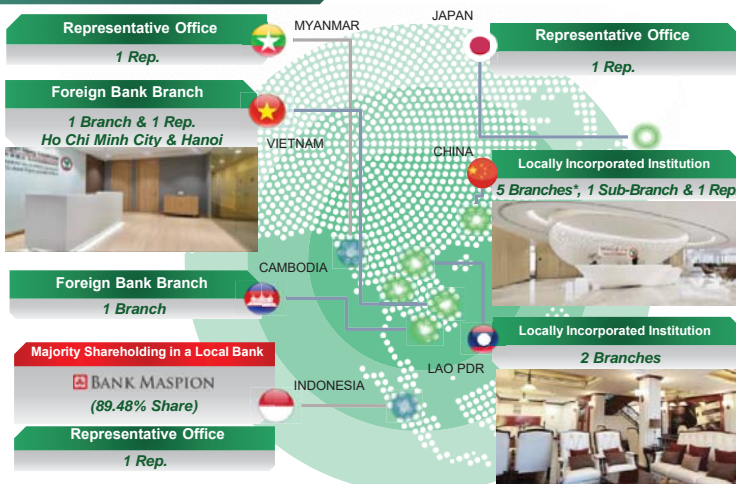 Representative Office
1 Rep.
MYANMAR
JAPAN
Representative Office
1 Rep.
Foreign Bank Branch
1 Branch & 1 Rep.
Ho Chi Minh City & Hanoi
VIETNAM
CHINA
Locally Incorporated Institution
5 Branches*, 1 Sub-Branch & 1 Rep
CAMBODIA
Foreign Bank Branch
1 Branch
LAO PDR
Locally Incorporated Institution
2 Branches
Majority Shareholding in a Local Bank
BANK MASPION
(89.48% Share)
INDONESIA
Representative Office
1 Rep.